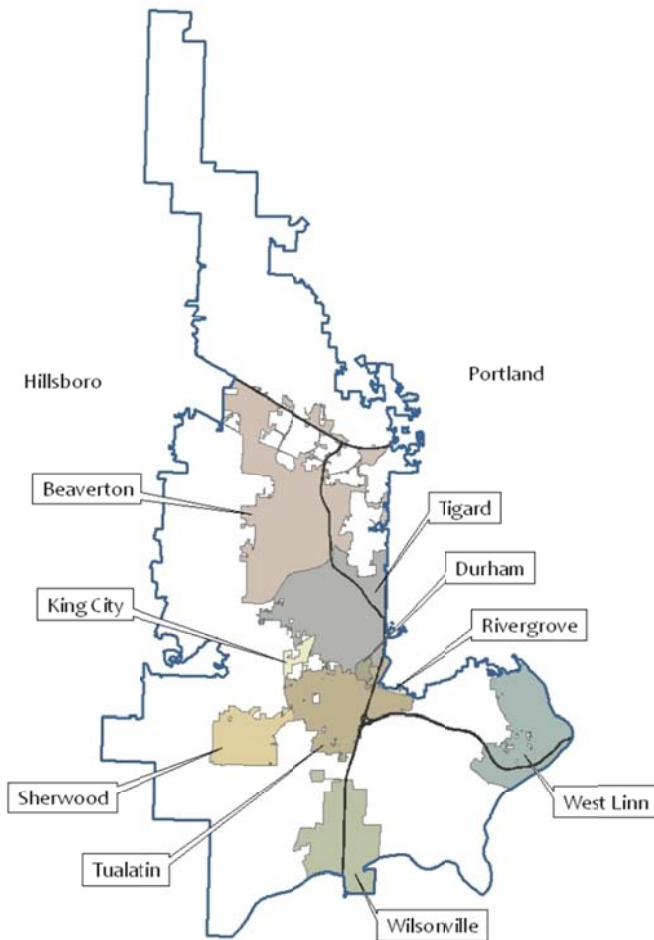 Hillsboro
Portland
Beaverton
Tigard
Durham
King City
Rivergrove
Sherwood
West Linn
Tualatin
Wilsonville